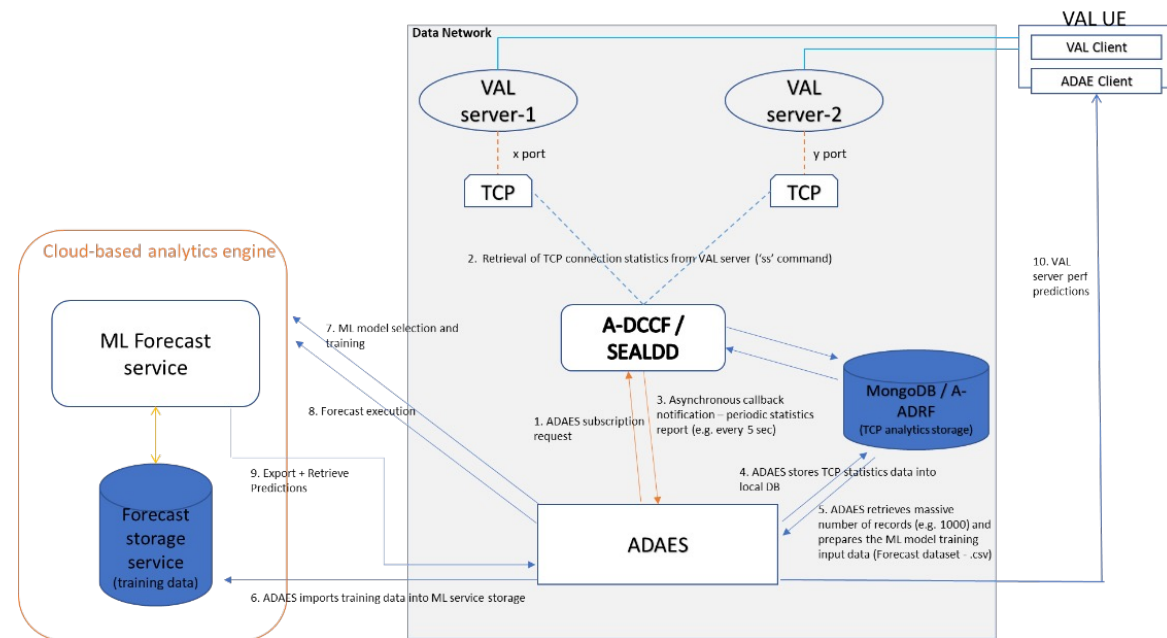 VAL UE
Data Network
VAL Client
ADAE Client
VAL
server-1
VAL
server-2
x port
y port
TCP
TCP
Cloud-based analytics engine
2. Retrieval of TCP connection statistics from VAL server ('ss' command)
10. VAL
server perf
predictions
A-DCCF /
SEALDD
7. ML model selection and
training
ML Forecast
service
MongoDB / A-
ADRF
(TCP analytics storage)
8. Forecast execution
1. ADAES subscription
request
3. Asynchronous callback
notification – periodic statistics
report (e.g. every 5 sec)
9. Export + Retrieve
Predictions
4. ADAES stores TCP statistics data into
local DB
5. ADAES retrieves massive
number of records (e.g. 1000) and
prepares the ML model training
input data (Forecast dataset - .csv)
Forecast
storage
service
(training data)
ADAES
6. ADAES imports training data into ML service storage